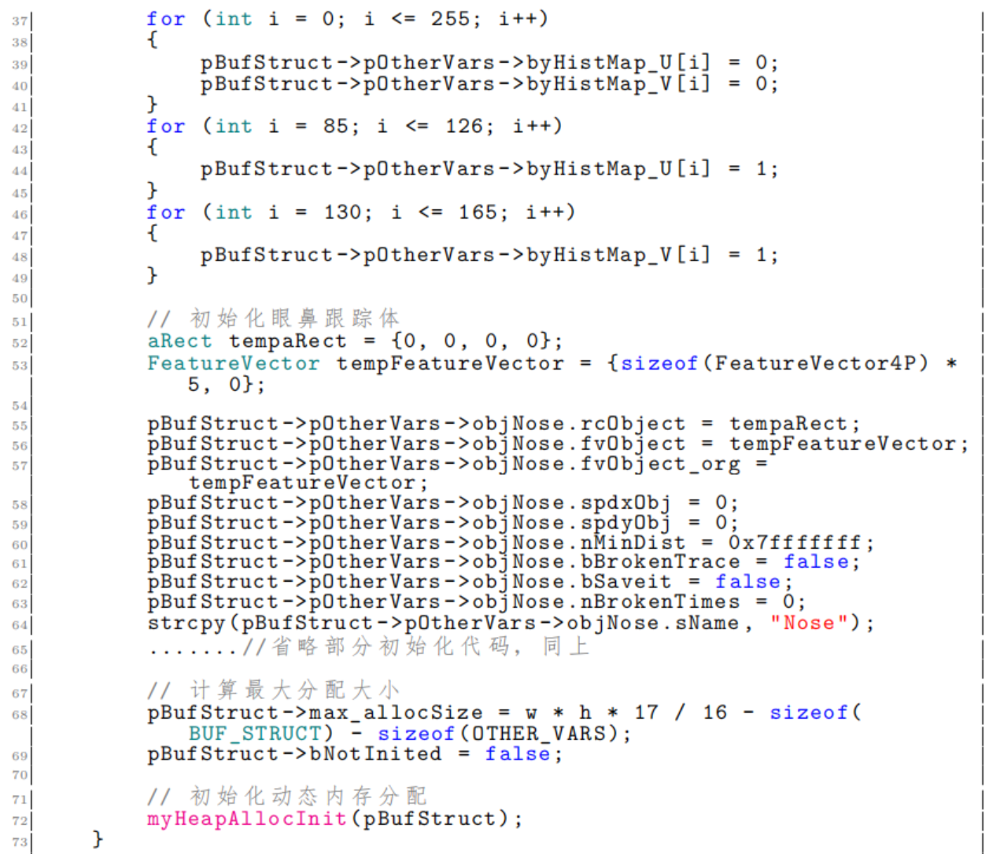 37 for (int i = 0; i <= 255; i++)
38 {
39 pBufStruct->pOtherVars->byHistMap_U[i] = 0;
40 pBufStruct->pOtherVars->byHistMap_V[i] = 0;
41 }
42 for (int i = 85; i <= 126; i++)
43 {
44 pBufStruct->pOtherVars->byHistMap_U[i] = 1;
45 }
46 for (int i = 130; i <= 165; i++)
47 {
48 pBufStruct->pOtherVars->byHistMap_V[i] = 1;
49 }
50
51 // 初始化眼鼻跟踪体
52 aRect tempaRect = {0, 0, 0, 0};
53 FeatureVector tempFeatureVector = {sizeof(FeatureVector4P) *
5, 0};
54
55 pBufStruct->pOtherVars->objNose.rcObject = tempaRect;
56 pBufStruct->pOtherVars->objNose.fvObject = tempFeatureVector;
57 pBufStruct->pOtherVars->objNose.fvObject_org =
tempFeatureVector;
58 pBufStruct->pOtherVars->objNose.spdxObj = 0;
59 pBufStruct->pOtherVars->objNose.spdyObj = 0;
60 pBufStruct->pOtherVars->objNose.nMinDist = 0x7fffffff;
61 pBufStruct->pOtherVars->objNose.bBrokenTrace = false;
62 pBufStruct->pOtherVars->objNose.bSaveit = false;
63 pBufStruct->pOtherVars->objNose.nBrokenTimes = 0;
64 strcpy(pBufStruct->pOtherVars->objNose.sName, "Nose");
65 .......//省略部分初始化代码，同上
66
67 // 计算最大分配大小
68 pBufStruct->max_allocSize = w * h * 17 / 16 - sizeof(
BUF_STRUCT) - sizeof(OTHER_VARS);
69 pBufStruct->bNotInited = false;
70
71 // 初始化动态内存分配
72 myHeapAllocInit(pBufStruct);
73 }